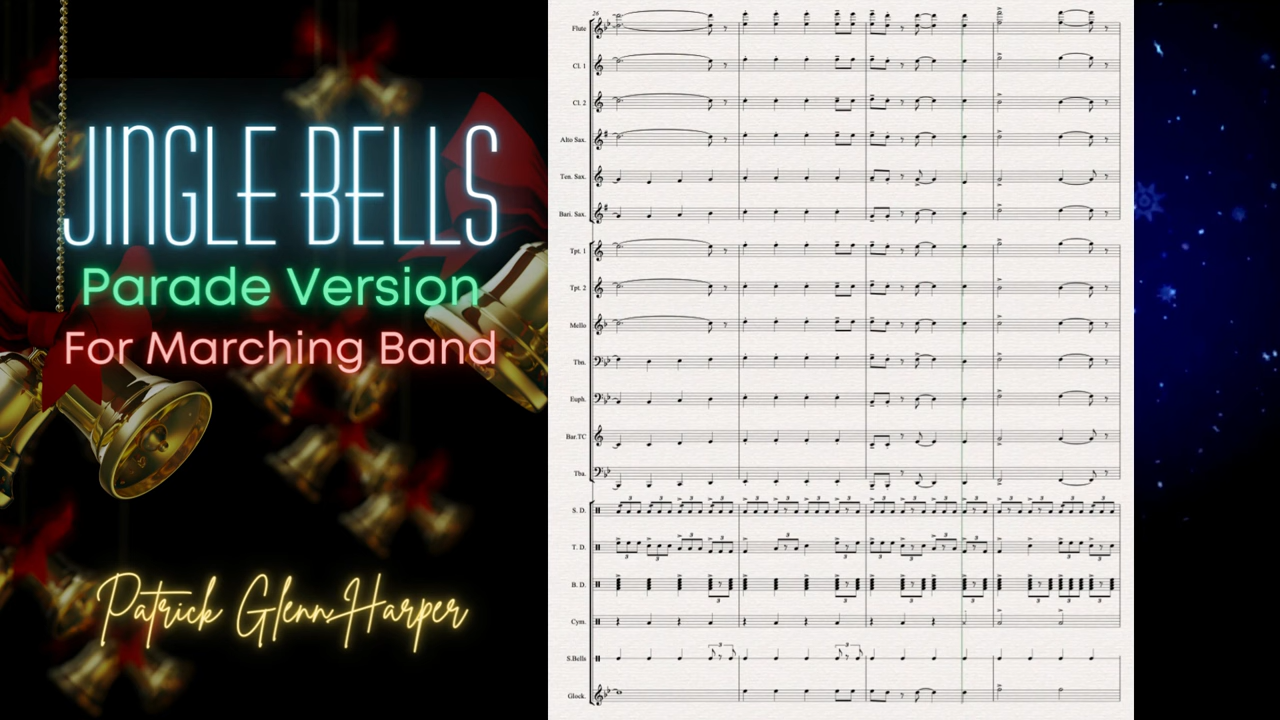 JINGLE BELLS
Parade Version
For Marching Band
Patrick Glenn Harper
26
Flute
Cl. 1
Cl. 2
Alto Sax.
Ten. Sax.
Bari. Sax.
Tpt. 1
Tpt. 2
Mello
Tbn.
Euph.
Bar.TC
Tba.
S. D.
T. D.
B. D.
Cym.
S.Bells
Glock.